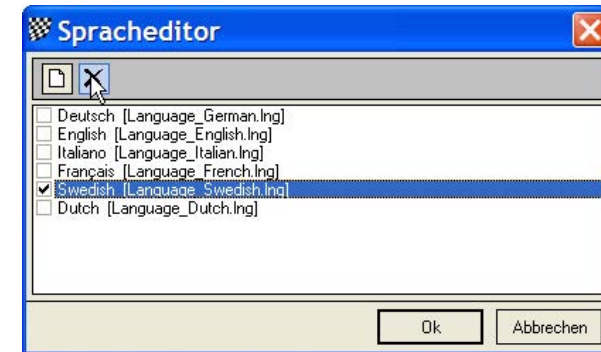 Spracheditor
Deutsch [Language_German.lng]
English [Language_English.lng]
Italiano [Language_Italian.lng]
Français [Language_French.lng]
Swedish [Language_Swedish.lng]
Dutch [Language_Dutch.lng]
Ok Abbrechen